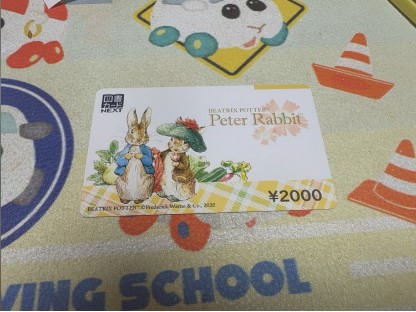 図書
カード
NEXT
BEATRIX POTTER
Peter Rabbit
¥2000
BEATRIX POTTER™ ©Frederick Warne & Co., 2020
VING SCHOOL